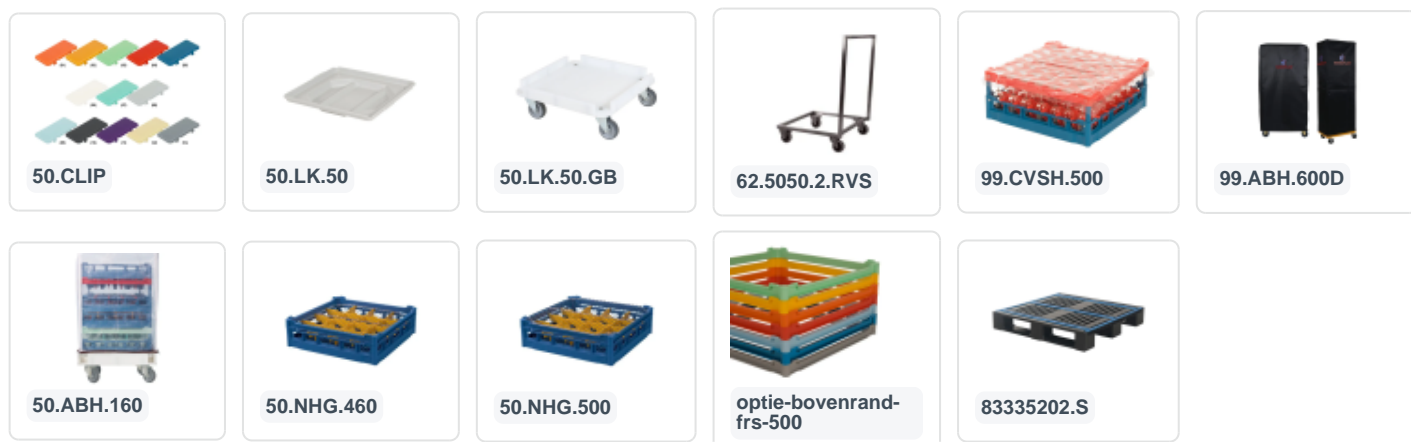 50.CLIP
50.LK.50
50.LK.50.GB
62.5050.2.RVS
99.CVSH.500
99.ABH.600D
50.ABH.160
50.NHG.460
50.NHG.500
optie-bovenrand-
frs-500
83335202.S